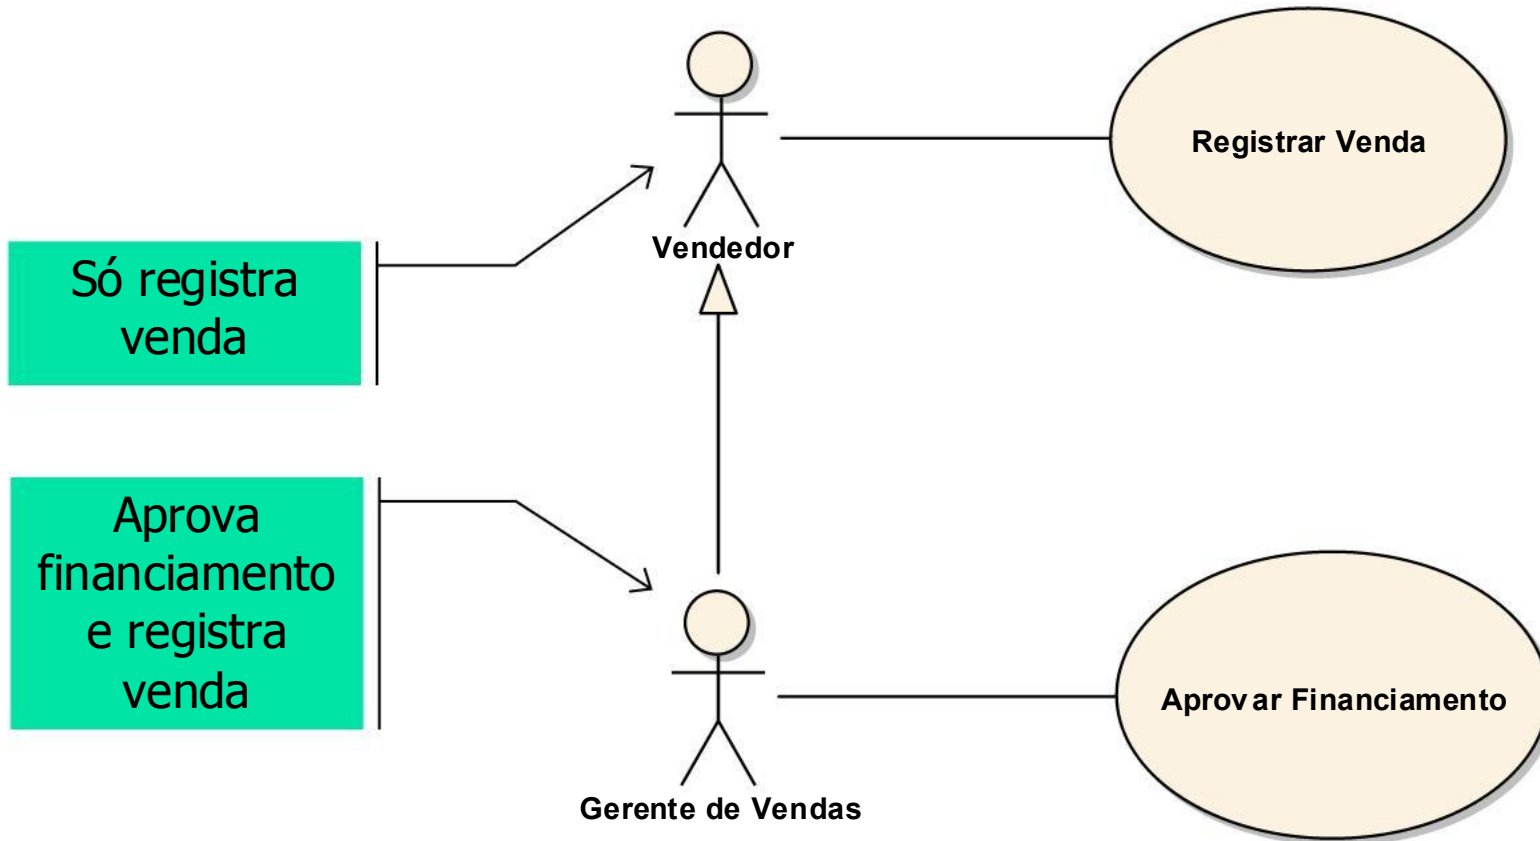 Registrar Venda
Vendedor
Só registra
venda
Aprova
financiamento
e registra
venda
Aprovar Financiamento
Gerente de Vendas